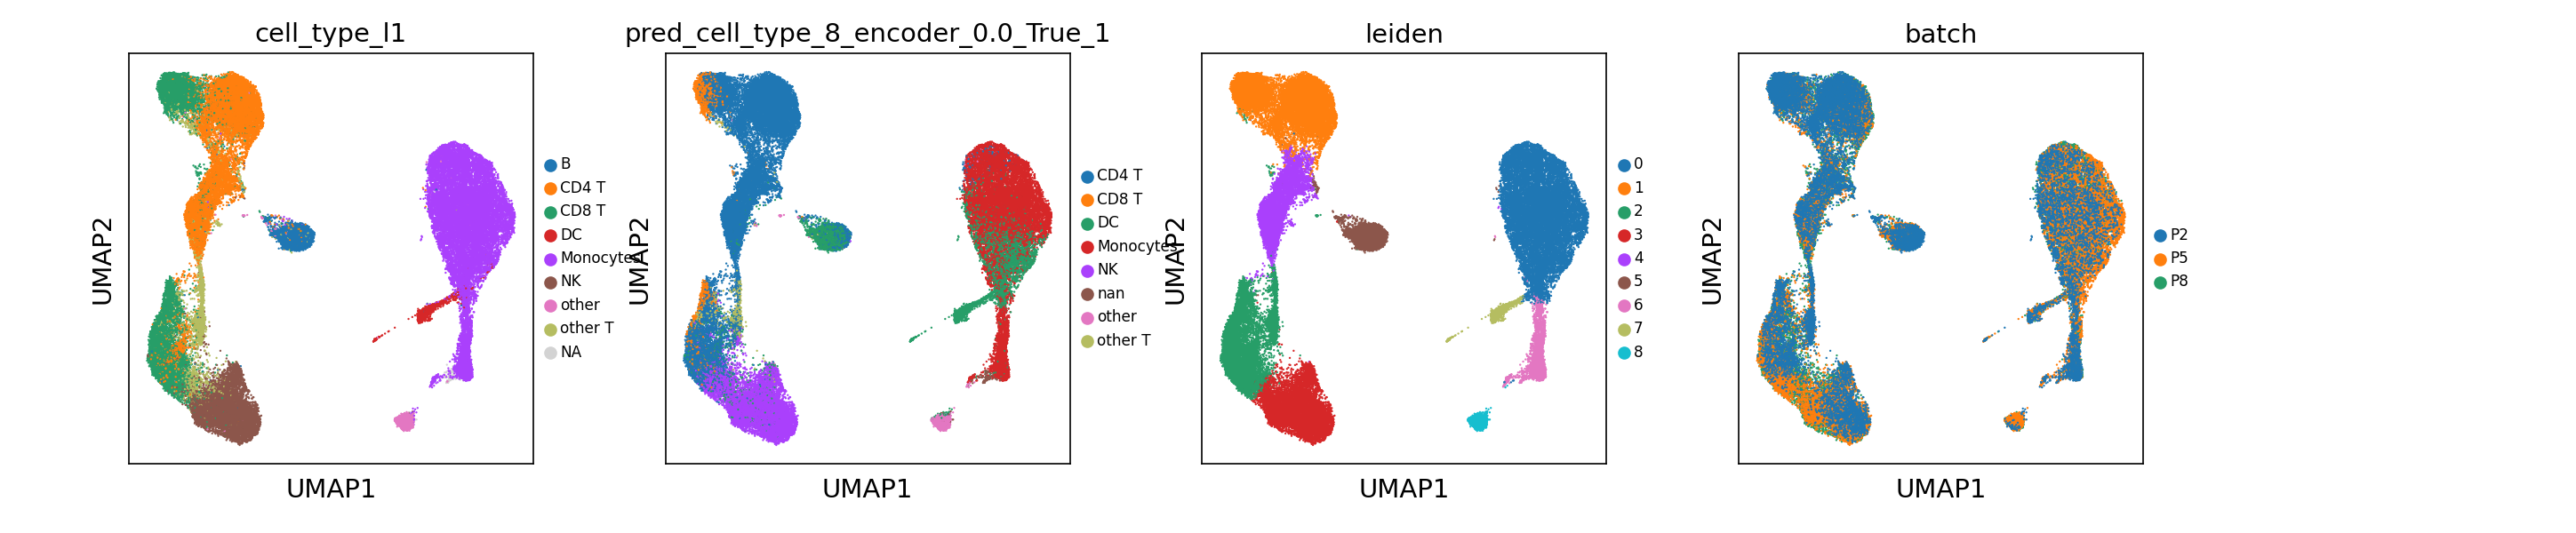 cell_type_l1
UMAP2
UMAP1
B
CD4 T
CD8 T
DC
Monocytes
NK
other
other T
NA
pred_cell_type_8_encoder_0.0_True_1
UMAP2
UMAP1
CD4 T
CD8 T
DC
Monocytes
NK
nan
other
other T
leiden
UMAP2
UMAP1
0
1
2
3
4
5
6
7
8
batch
UMAP2
UMAP1
P2
P5
P8